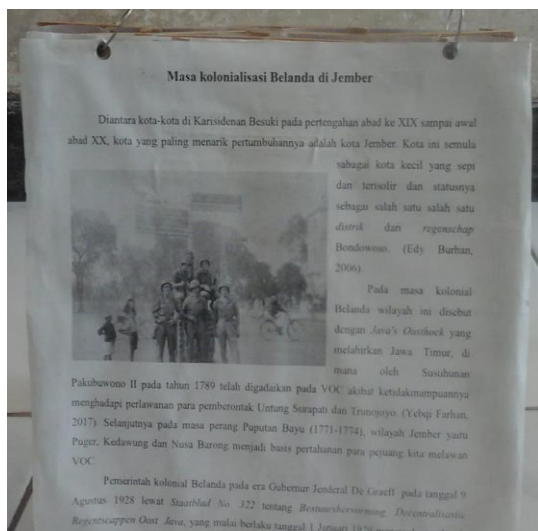 Masa kolonialisasi Belanda di Jember
Diantara kota-kota di Karisidenan Besuki pada pertengahan abad ke XIX sampai awal
abad XX, kota yang paling menarik pertumbuhannya adalah kota Jember. Kota ini semula
sabagai kota kecil yang sepi
dan terisolir dan statusnya
sebagai salah satu salah satu
distrik dari regenschap
Bondowoso. (Edy Burhan,
2006).
Pada masa kolonial
Belanda wilayah ini disebut
dengan Java's Oosthoek yang
melahirkan Jawa Timur, di
mana oleh Susuhunan
Pakubuwono II pada tahun 1789 telah digadaikan pada VOC akibat ketidakmampuannya
menghadapi perlawanan para pemberontak Untung Surapati dan Trunojoyo. (Yebqi Farhan,
2017). Selanjutnya pada masa perang Puputan Bayu (1771-1774), wilayah Jember yaitu
Puger, Kedawung dan Nusa Barong menjadi basis pertahanan para pejuang kita melawan
VOC.
Pemerintah kolonial Belanda pada era Gubernur Jenderal De Graeff pada tanggal 9
Agustus 1928 lewat Staatblad No. 322 tentang Bestuurshervorming, Decentralisatie
Regentscappen Oost Java, yang mulai berlaku tanggal 1 Januari